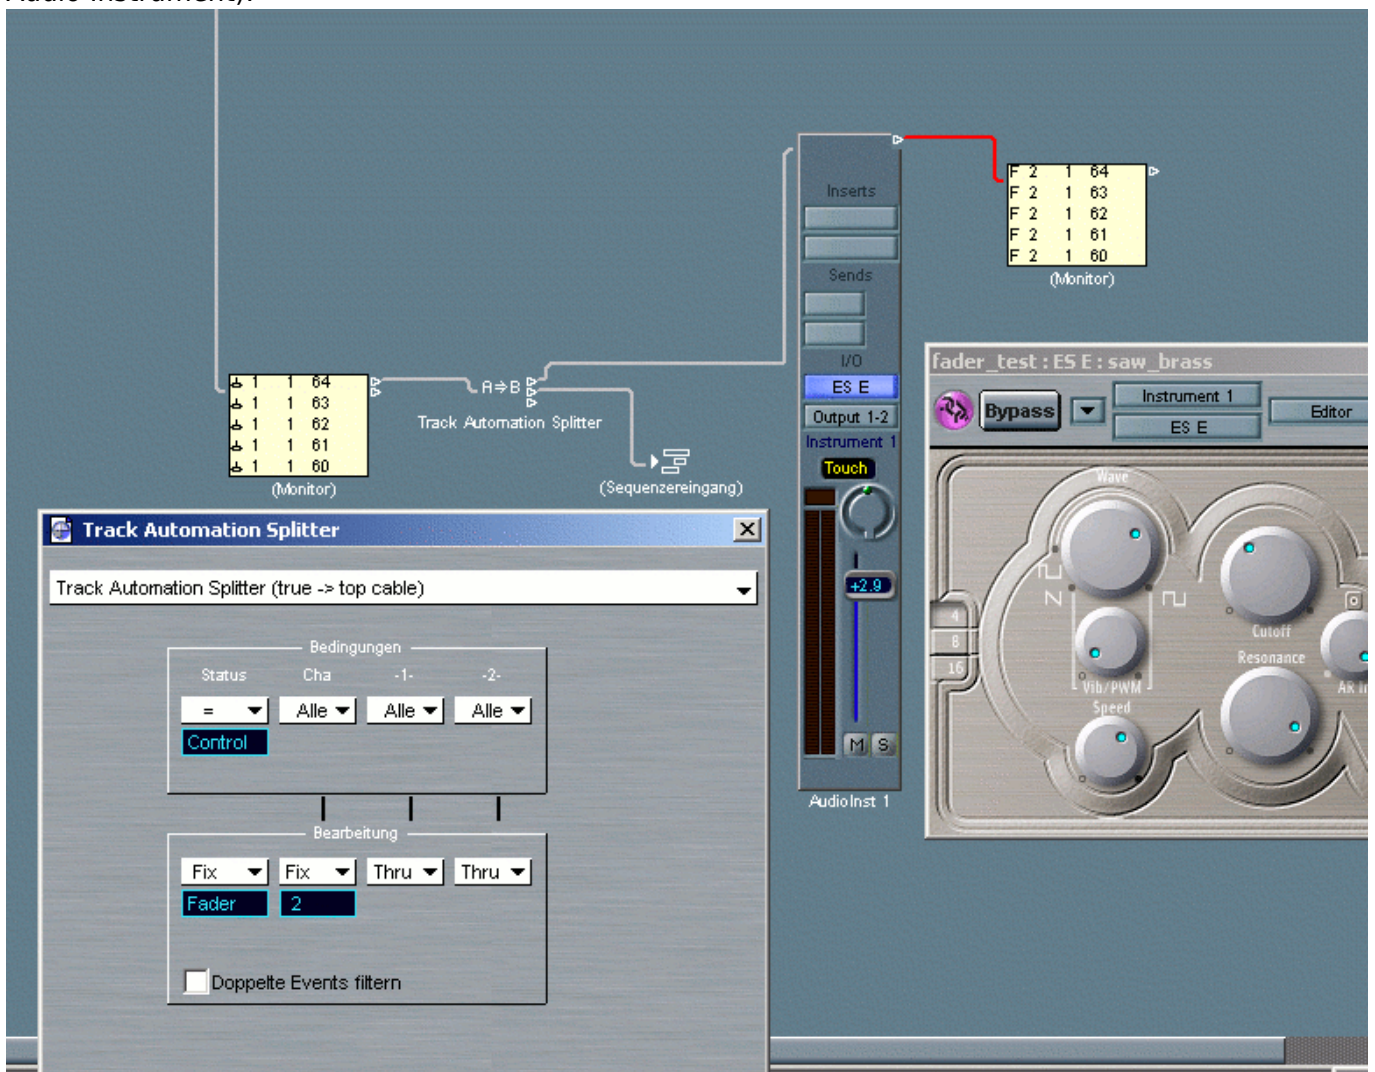 F 2 1 64
F 2 1 63
F 2 1 62
F 2 1 61
F 2 1 60
(Monitor)
Inserts
Sends
I/O
ES E
Output 1-2
Instrument 1
Touch
+2.9
M S
AudioInst 1
1 1 64
1 1 63
1 1 62
1 1 61
1 1 60
(Monitor)
A⇒B
Track Automation Splitter
(Sequenzereingang)
fader_test : ES E : saw_brass
Bypass
Instrument 1
ES E
Editor
Wave
4
8
16
Vib/PWM
Speed
Cutoff
Resonance
Track Automation Splitter
Track Automation Splitter (true -> top cable)
Bedingungen
Status Cha -1- -2-
= Alle Alle Alle
Control
Bearbeitung
Fix Fix Thru Thru
Fader 2
Doppelte Events filtern